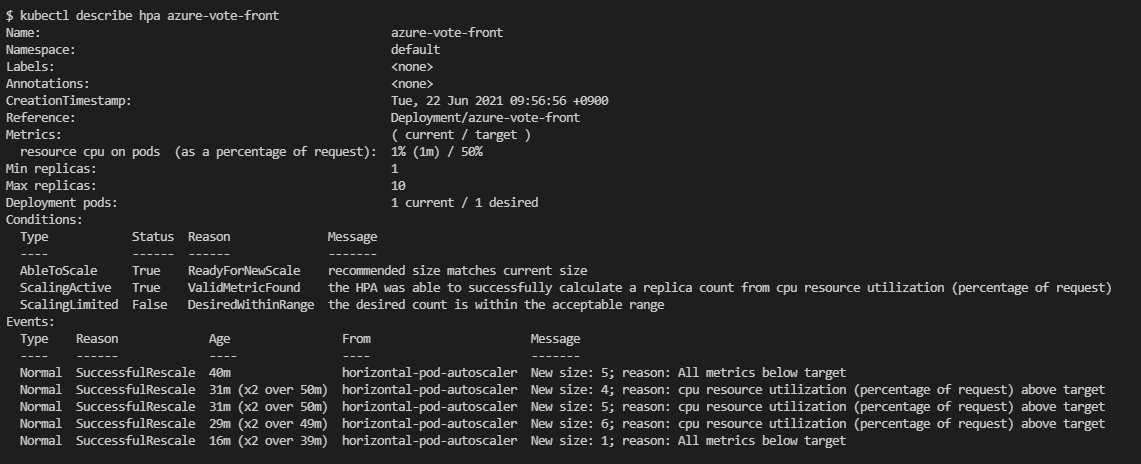 $ kubectl describe hpa azure-vote-front
Name: azure-vote-front
Namespace: default
Labels: <none>
Annotations: <none>
CreationTimestamp: Tue, 22 Jun 2021 09:56:56 +0900
Reference: Deployment/azure-vote-front
Metrics: ( current / target )
  resource cpu on pods  (as a percentage of request): 1% (1m) / 50%
Min replicas: 1
Max replicas: 10
Deployment pods: 1 current / 1 desired
Conditions:
  Type            Status  Reason              Message
  ----            ------  ------              -------
  AbleToScale     True    ReadyForNewScale    recommended size matches current size
  ScalingActive   True    ValidMetricFound    the HPA was able to successfully calculate a replica count from cpu resource utilization (percentage of request)
  ScalingLimited  False   DesiredWithinRange  the desired count is within the acceptable range
Events:
  Type    Reason             Age                 From                       Message
  ----    ------             ----                ----                       -------
  Normal  SuccessfulRescale  40m                 horizontal-pod-autoscaler  New size: 5; reason: All metrics below target
  Normal  SuccessfulRescale  31m (x2 over 50m)   horizontal-pod-autoscaler  New size: 4; reason: cpu resource utilization (percentage of request) above target
  Normal  SuccessfulRescale  31m (x2 over 50m)   horizontal-pod-autoscaler  New size: 5; reason: cpu resource utilization (percentage of request) above target
  Normal  SuccessfulRescale  29m (x2 over 49m)   horizontal-pod-autoscaler  New size: 6; reason: cpu resource utilization (percentage of request) above target
  Normal  SuccessfulRescale  16m (x2 over 39m)   horizontal-pod-autoscaler  New size: 1; reason: All metrics below target